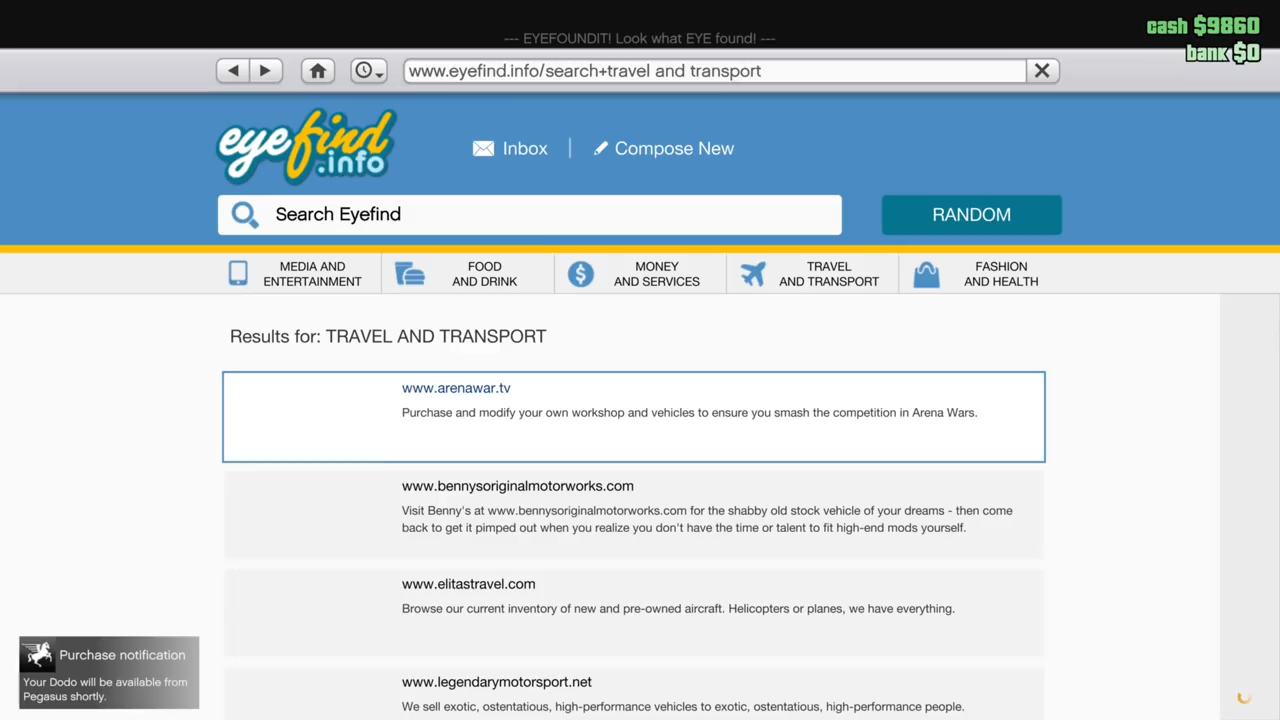 cash $9860
bank $0
--- EYEFOUNDIT! Look what EYE found! ---
www.eyefind.info/search+travel and transport
eyefind
.info
Inbox
Compose New
Search Eyefind
RANDOM
MEDIA AND
ENTERTAINMENT
FOOD
AND DRINK
MONEY
AND SERVICES
TRAVEL
AND TRANSPORT
FASHION
AND HEALTH
Results for: TRAVEL AND TRANSPORT
www.arenawar.tv
Purchase and modify your own workshop and vehicles to ensure you smash the competition in Arena Wars.
www.bennysoriginalmotorworks.com
Visit Benny's at www.bennysoriginalmotorworks.com for the shabby old stock vehicle of your dreams - then come
back to get it pimped out when you realize you don't have the time or talent to fit high-end mods yourself.
www.elitastravel.com
Browse our current inventory of new and pre-owned aircraft. Helicopters or planes, we have everything.
www.legendarymotorsport.net
We sell exotic, ostentatious, high-performance vehicles to exotic, ostentatious, high-performance people.
Purchase notification
Your Dodo will be available from
Pegasus shortly.